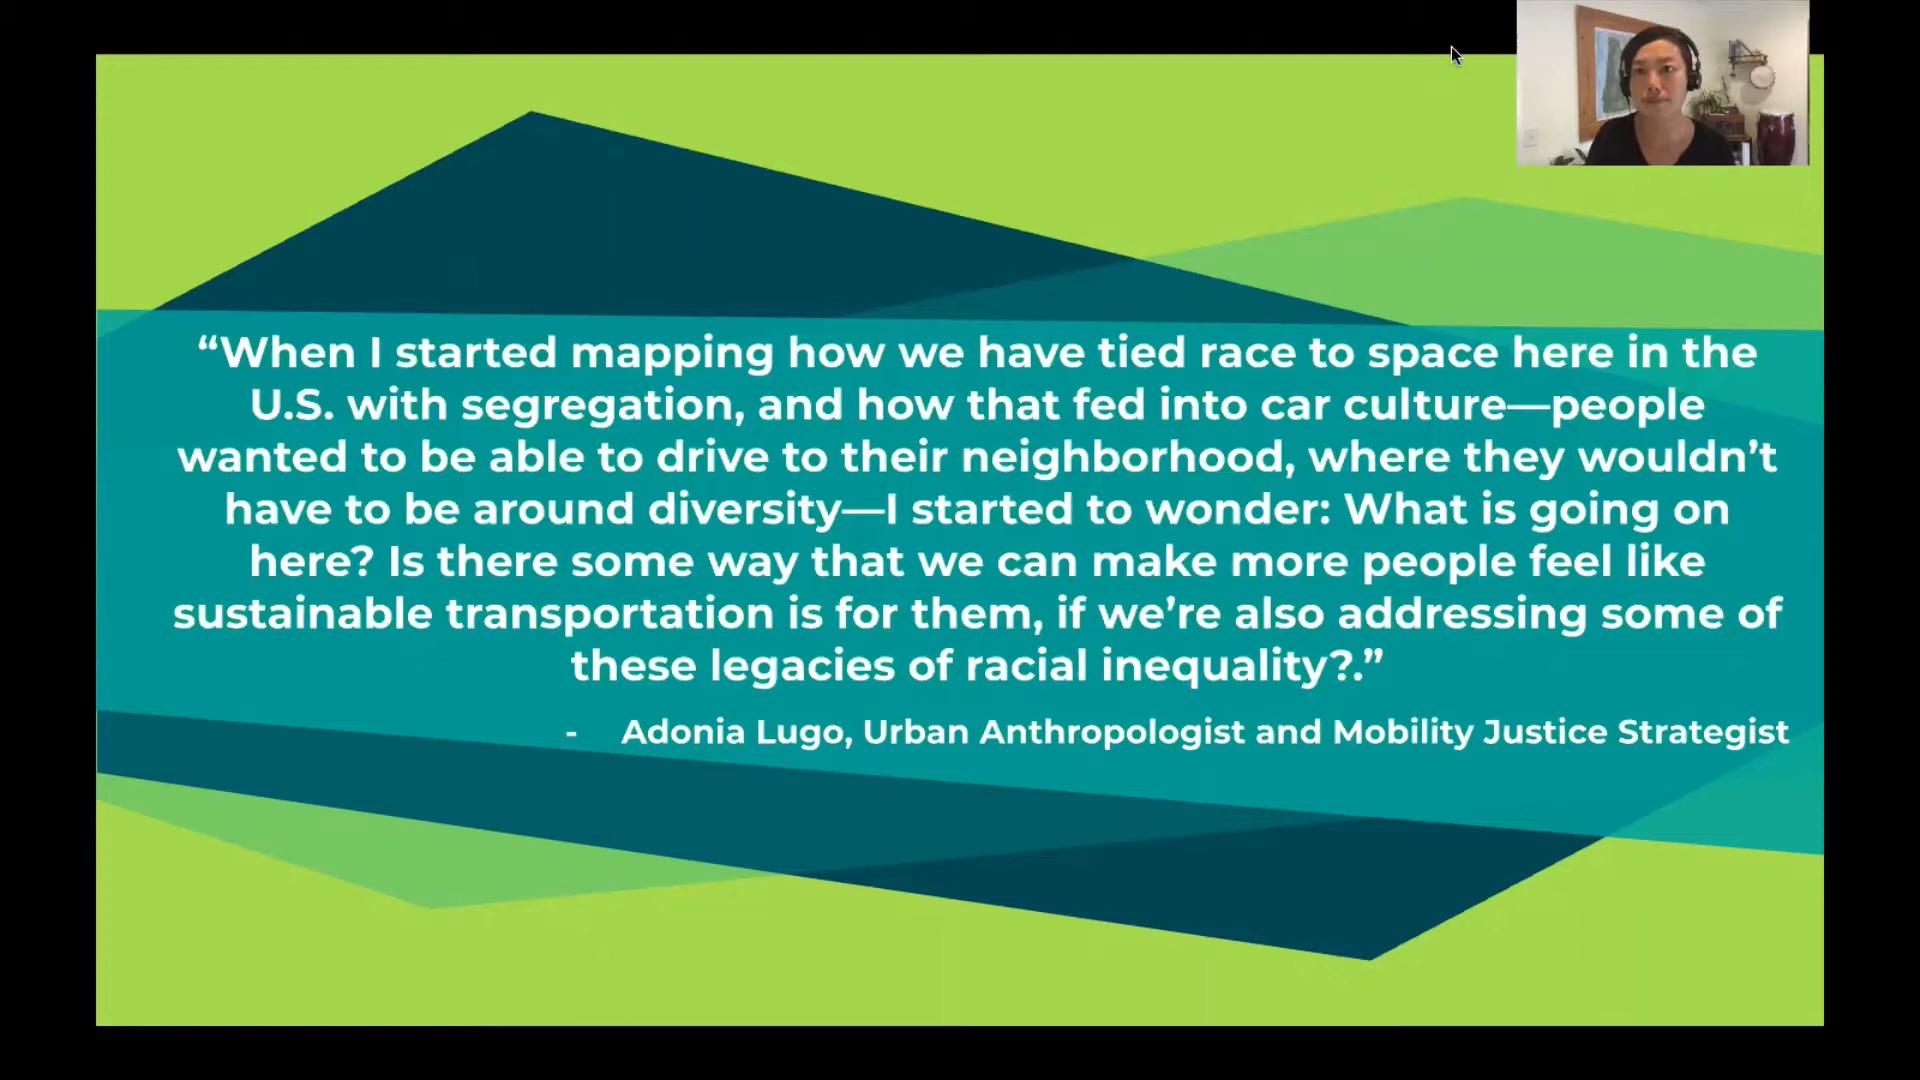 “When I started mapping how we have tied race to space here in the
U.S. with segregation, and how that fed into car culture—people
wanted to be able to drive to their neighborhood, where they wouldn’t
have to be around diversity—I started to wonder: What is going on
here? Is there some way that we can make more people feel like
sustainable transportation is for them, if we’re also addressing some of
these legacies of racial inequality?.”
- Adonia Lugo, Urban Anthropologist and Mobility Justice Strategist